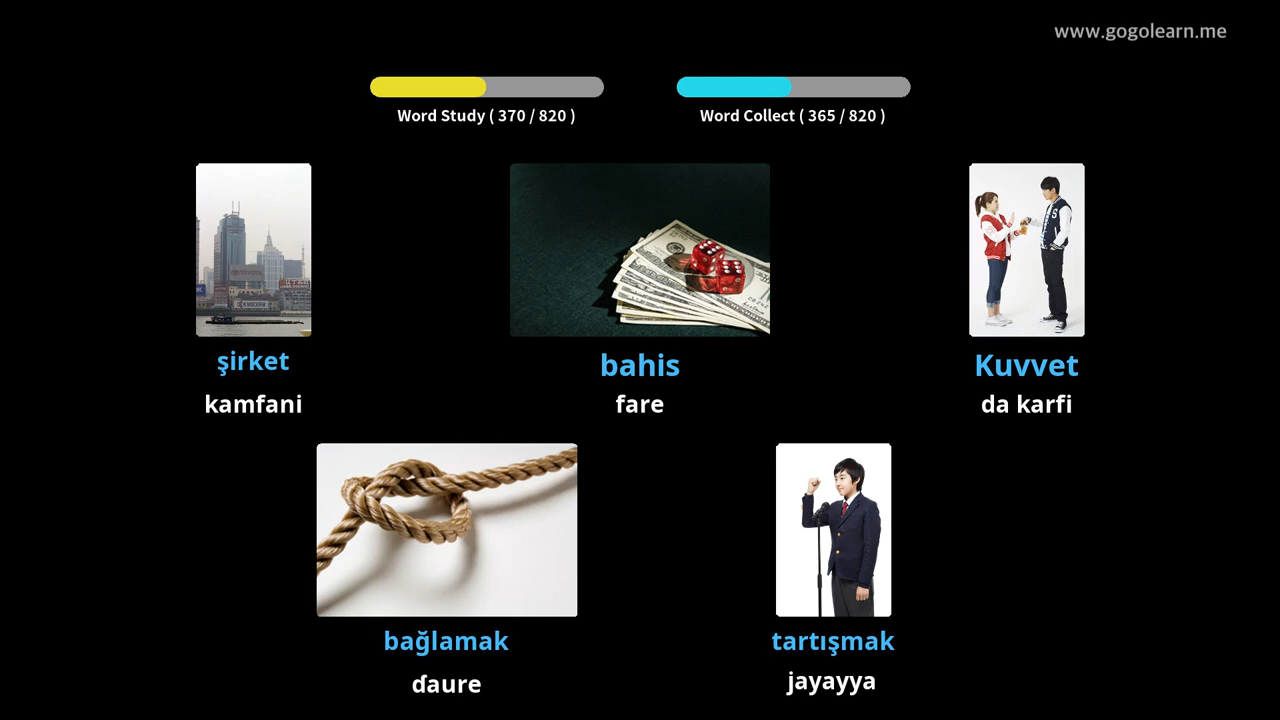 www.gogolearn.me
Word Study ( 370 / 820 )
Word Collect ( 365 / 820 )
TOYOTA
şirket
bahis
Kuvvet
kamfani
fare
da karfi
bağlamak
tartışmak
ɗaure
jayayya